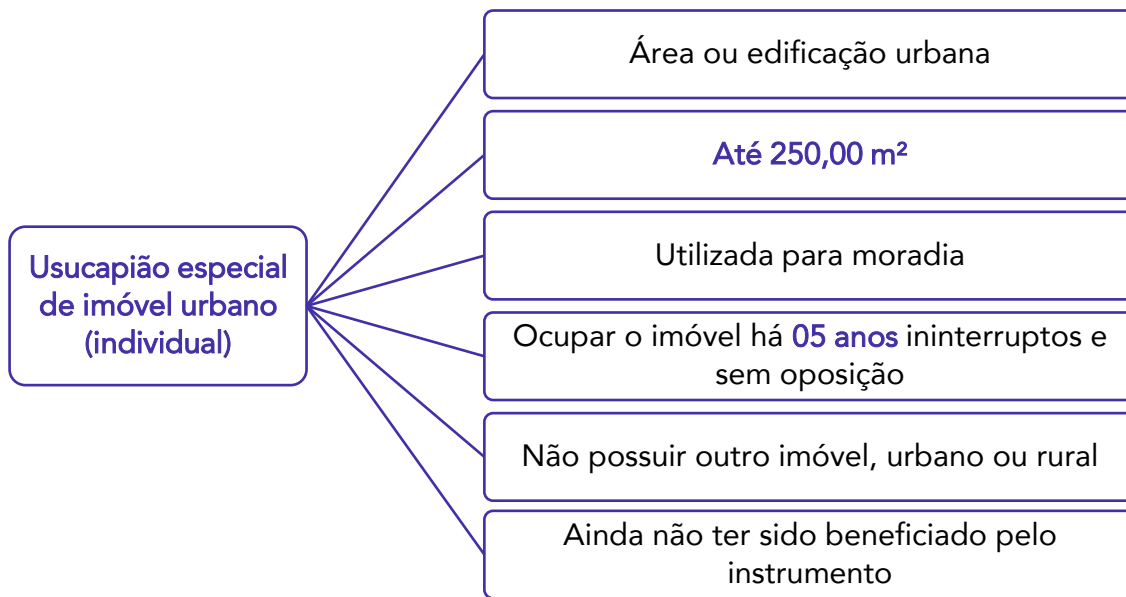 Usucapião especial
de imóvel urbano
(individual)
Área ou edificação urbana
Até 250,00 m²
Utilizada para moradia
Ocupar o imóvel há 05 anos ininterruptos e
sem oposição
Não possuir outro imóvel, urbano ou rural
Ainda não ter sido beneficiado pelo
instrumento